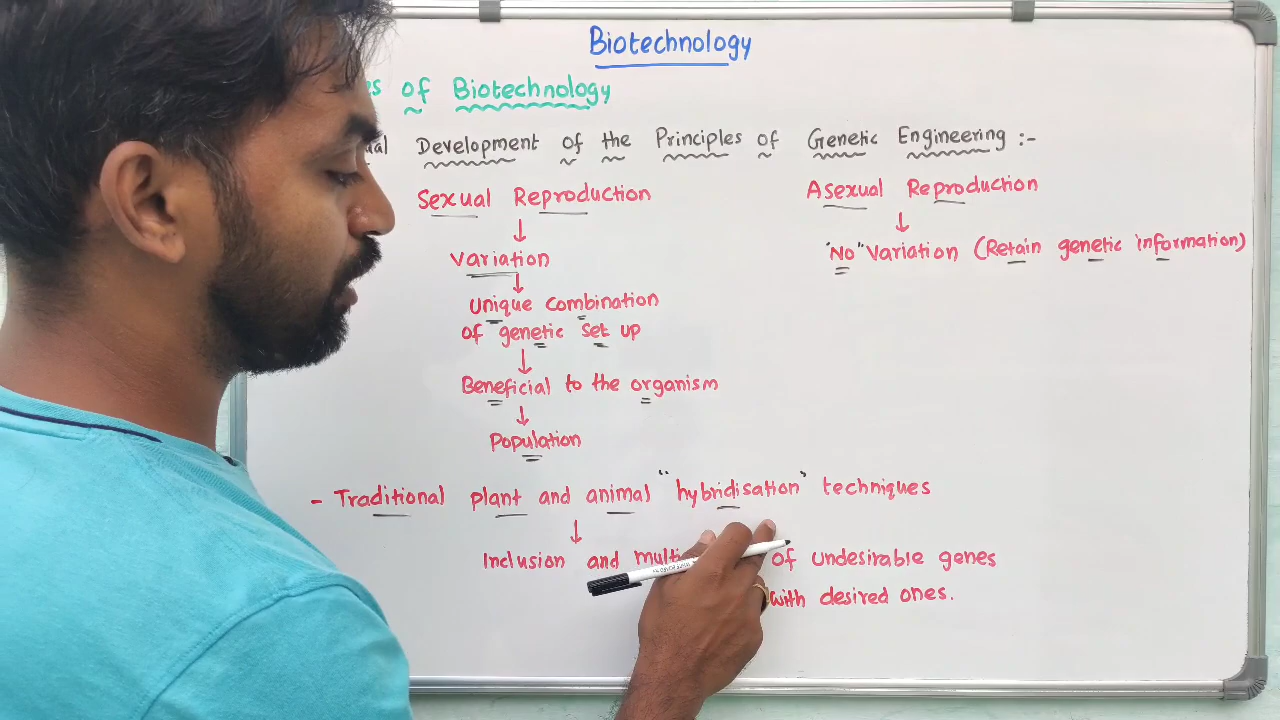 Biotechnology
of Biotechnology
Development of the Principles of Genetic Engineering :-
Sexual Reproduction
↓
Variation
↓
Unique combination
of genetic set up
↓
Beneficial to the organism
↓
Population
Asexual Reproduction
↓
"No" Variation (Retain genetic information)
- Traditional plant and animal "hybridisation" techniques
↓
Inclusion and of undesirable genes
with desired ones.